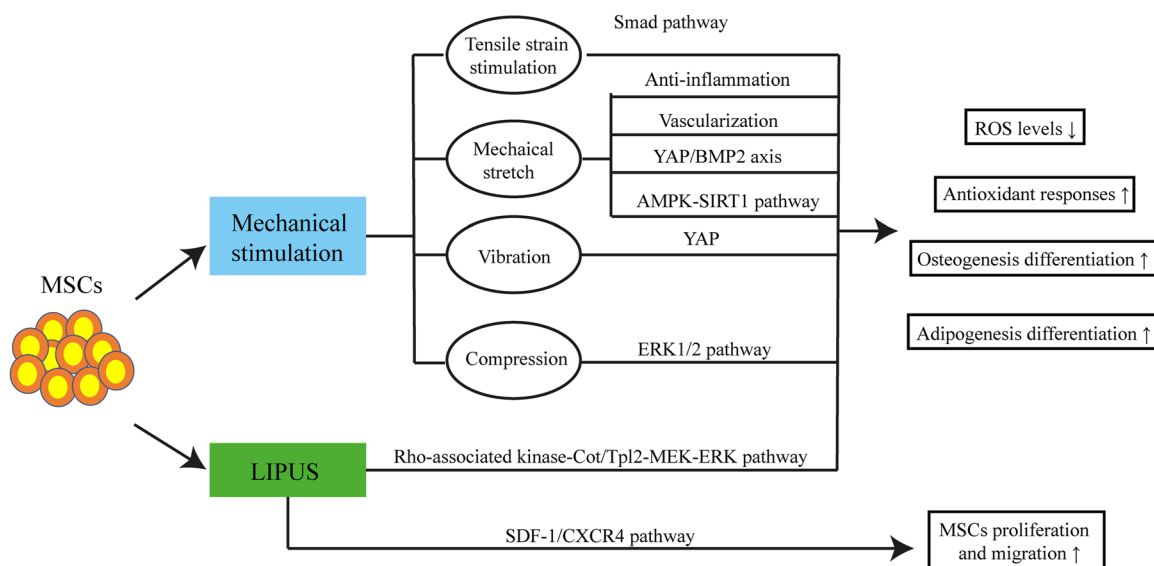 Smad pathway
Tensile strain
stimulation
Anti-inflammation
Vascularization
Mechaical
stretch
YAP/BMP2 axis
AMPK-SIRT1 pathway
Mechanical
stimulation
YAP
Vibration
ERK1/2 pathway
Compression
MSCs
LIPUS
Rho-associated kinase-Cot/Tpl2-MEK-ERK pathway
SDF-1/CXCR4 pathway
ROS levels ↓
Antioxidant responses ↑
Osteogenesis differentiation ↑
Adipogenesis differentiation ↑
MSCs proliferation
and migration ↑